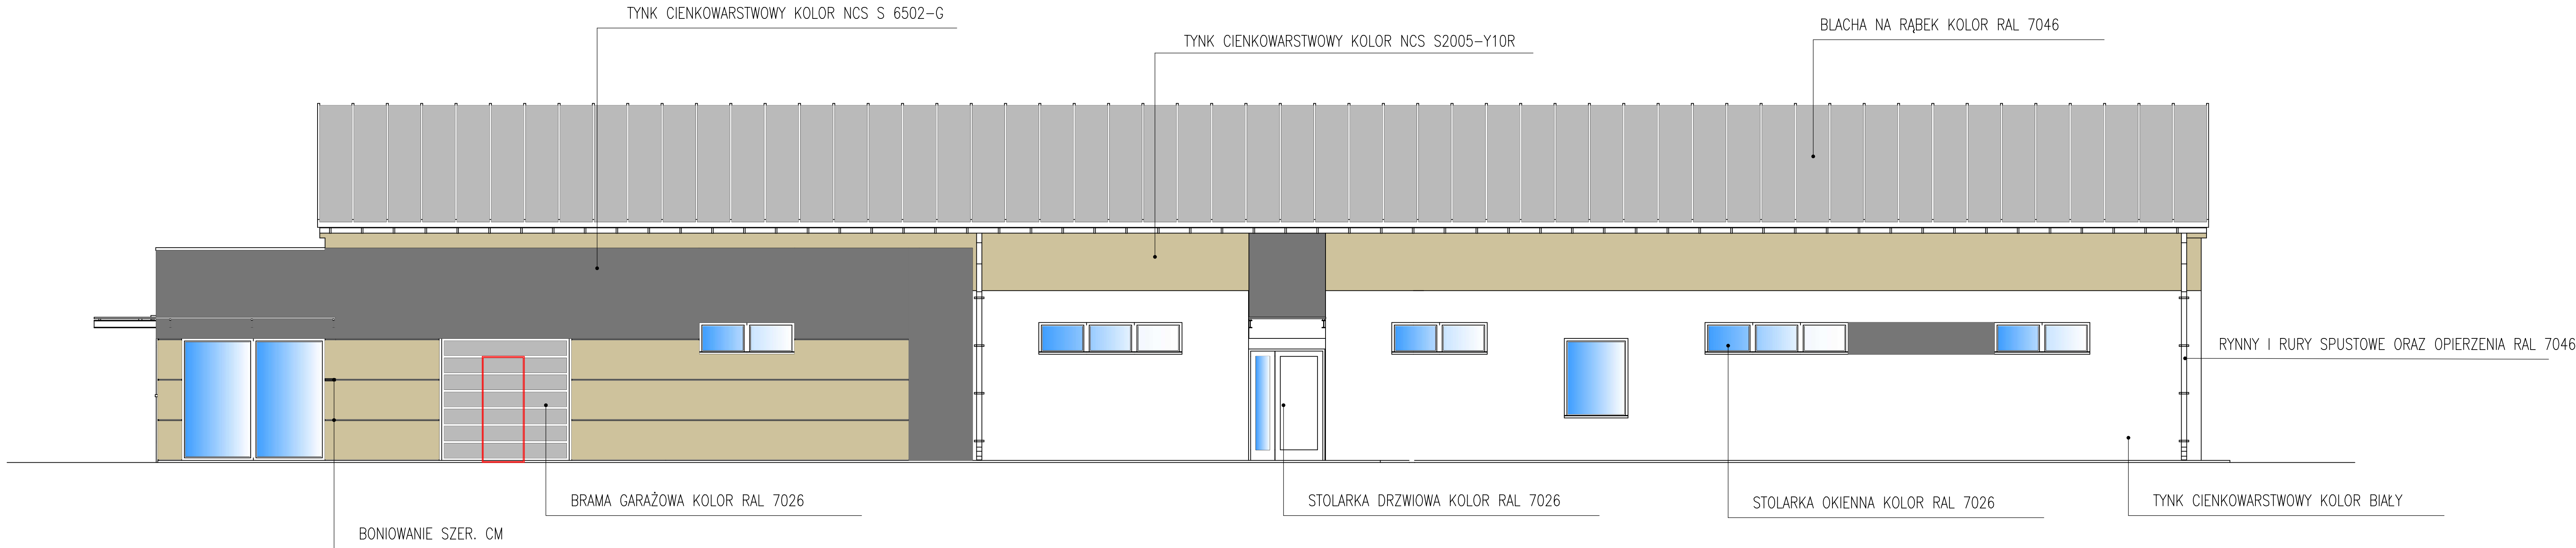 TYNK CIENKOWARSTWOWY KOLOR NCS S 6502-G
TYNK CIENKOWARSTWOWY KOLOR NCS S2005-Y10R
BLACHA NA RĄBEK KOLOR RAL 7046
RYNNY I RURY SPUSTOWE ORAZ OPIERZENIA RAL 7046
BRAMA GARAŻOWA KOLOR RAL 7026
STOLARKA DRZWIOWA KOLOR RAL 7026
STOLARKA OKIENNA KOLOR RAL 7026
TYNK CIENKOWARSTWOWY KOLOR BIAŁY
BONIOWANIE SZER. CM